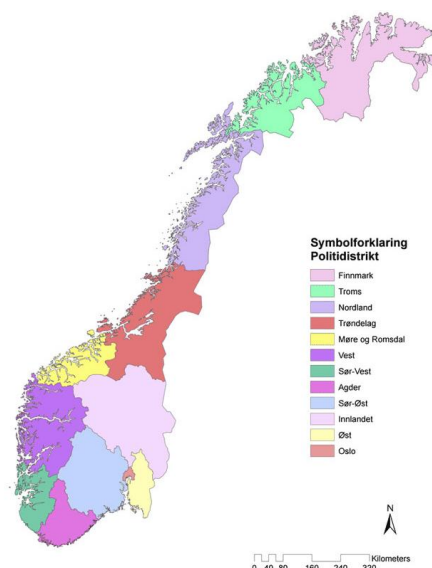 Symbolforklaring
Politidistrikt
Finnmark
Troms
Nordland
Trøndelag
Møre og Romsdal
Vest
Sør-Vest
Agder
Sør-Øst
Innlandet
Øst
Oslo
N
Kilometers
0 40 80 160 240 320